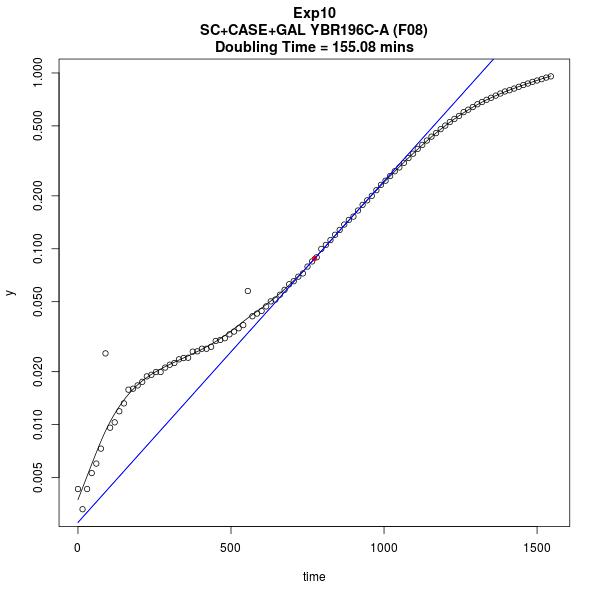 Exp10
SC+CASE+GAL YBR196C-A (F08)
Doubling Time = 155.08 mins
1.000
0.500
0.200
0.100
0.050
0.020
0.010
0.005
y
0 500 1000 1500
time